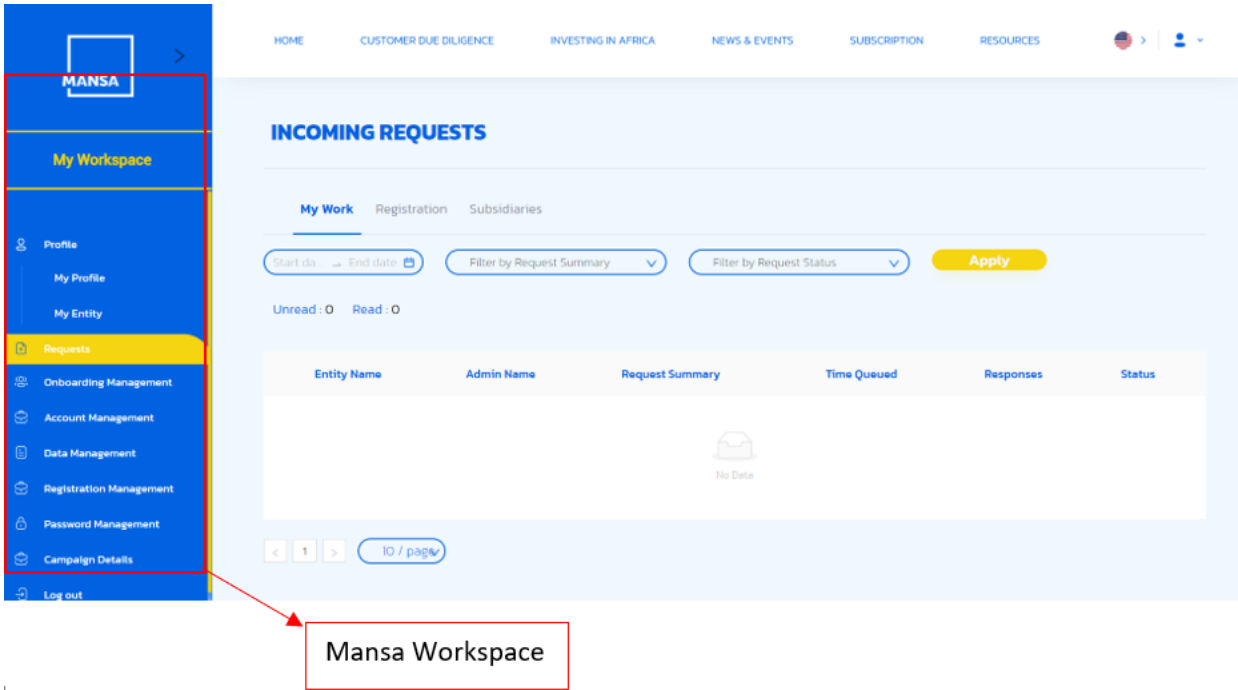 MANSA
HOME CUSTOMER DUE DILIGENCE INVESTING IN AFRICA NEWS & EVENTS SUBSCRIPTION RESOURCES
My Workspace
Profile
My Profile
My Entity
Requests
Onboarding Management
Account Management
Data Management
Registration Management
Password Management
Campaign Details
Log out
INCOMING REQUESTS
My Work Registration Subsidiaries
Start da... → End date Filter by Request Summary Filter by Request Status Apply
Unread : 0 Read : 0
Entity Name Admin Name Request Summary Time Queued Responses Status
No Data
< 1 > 10 / page
Mansa Workspace